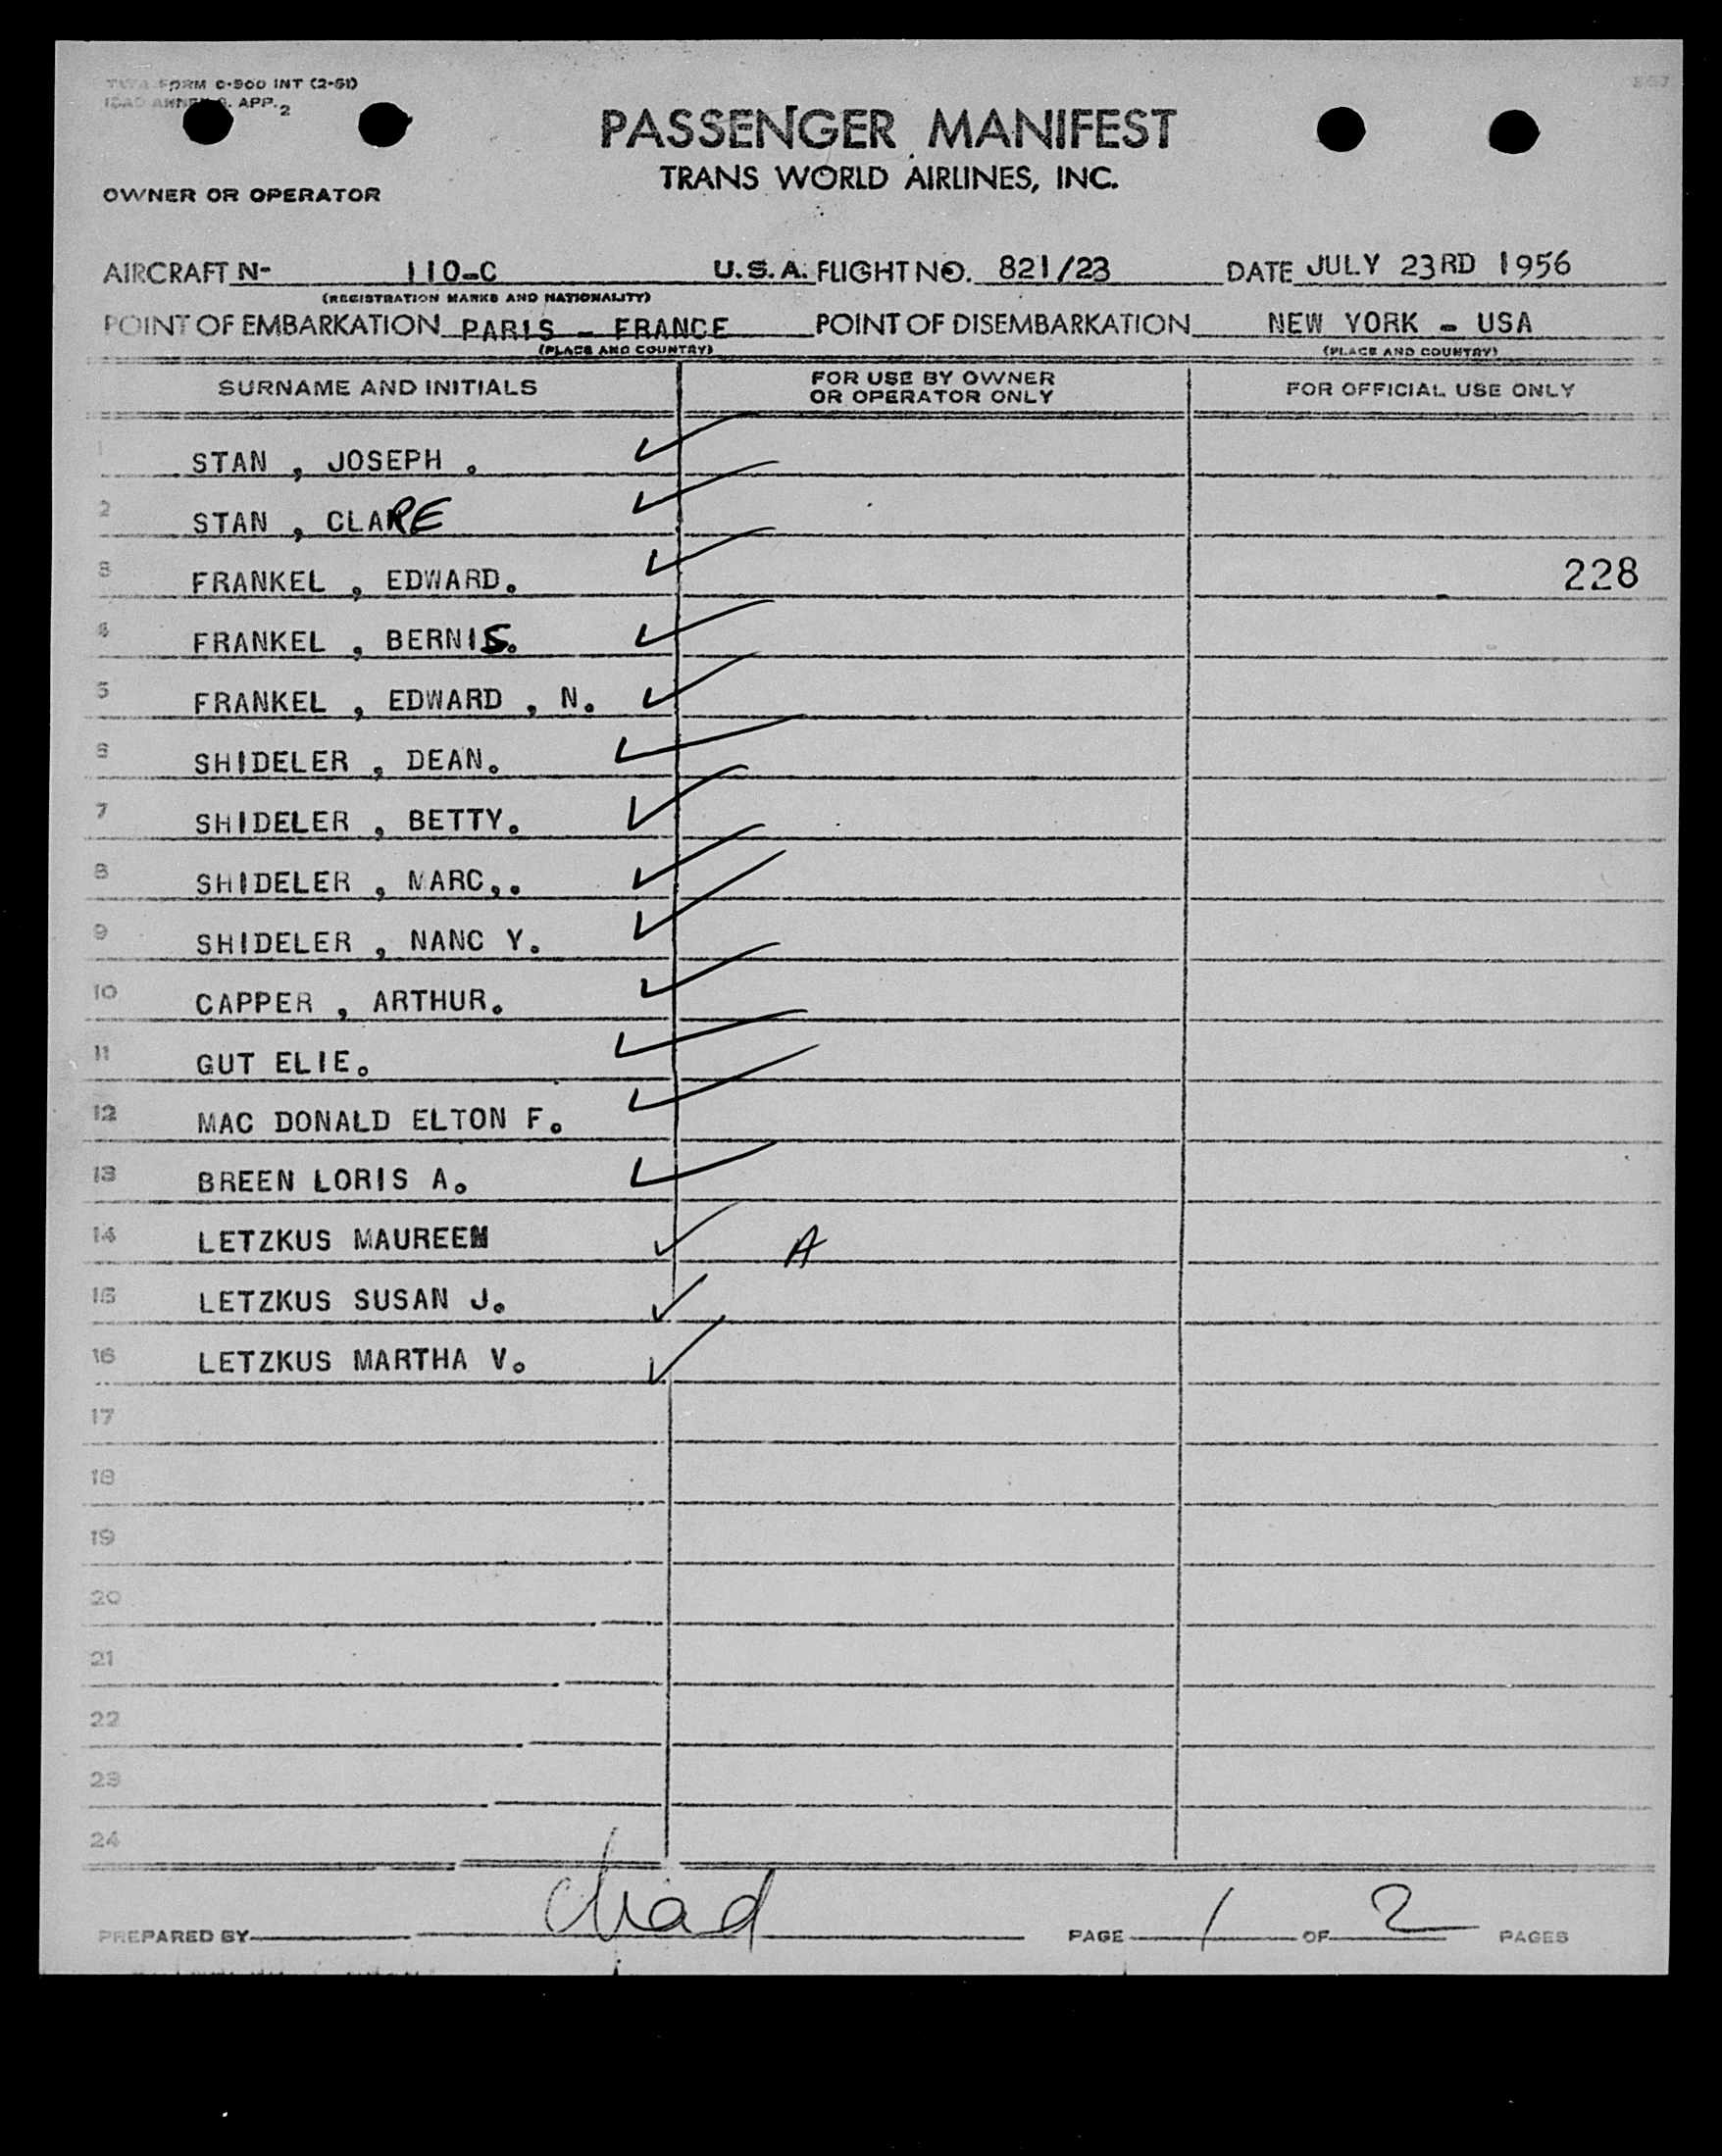 TWA FORM O-900 INT (2-51)
ICAO ANNEX 9. APP. 2
PASSENGER MANIFEST
TRANS WORLD AIRLINES, INC.
OWNER OR OPERATOR
AIRCRAFT N- 110-C U.S.A. FLIGHT NO. 821/23 DATE JULY 23RD 1956
(REGISTRATION MARKS AND NATIONALITY)
POINT OF EMBARKATION PARIS - FRANCE POINT OF DISEMBARKATION NEW YORK - USA
(PLACE AND COUNTRY) (PLACE AND COUNTRY)
SURNAME AND INITIALS FOR USE BY OWNER OR OPERATOR ONLY FOR OFFICIAL USE ONLY
1 STAN , JOSEPH . ✓
2 STAN , CLARE ✓
3 FRANKEL , EDWARD. ✓ 228
4 FRANKEL , BERNIS. ✓
5 FRANKEL , EDWARD , N. ✓
6 SHIDELER , DEAN. ✓
7 SHIDELER , BETTY. ✓
8 SHIDELER , MARC,. ✓
9 SHIDELER , NANC Y. ✓
10 CAPPER , ARTHUR. ✓
11 GUT ELIE. ✓
12 MAC DONALD ELTON F. ✓
13 BREEN LORIS A. ✓
14 LETZKUS MAUREEN ✓ A
15 LETZKUS SUSAN J. ✓
16 LETZKUS MARTHA V. ✓
17
18
19
20
21
22
23
24
PREPARED BY PAGE 1 OF 2 PAGES